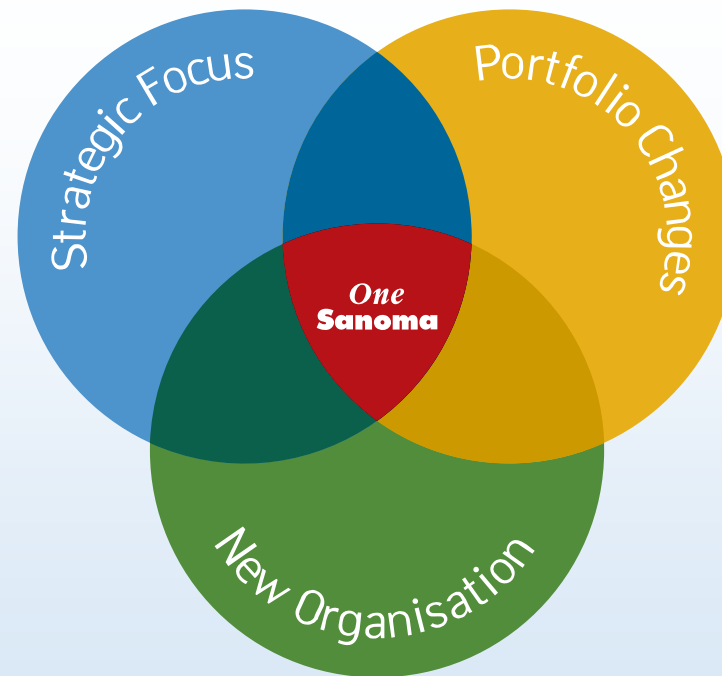 Strategic Focus
Portfolio Changes
One
Sanoma
New Organisation